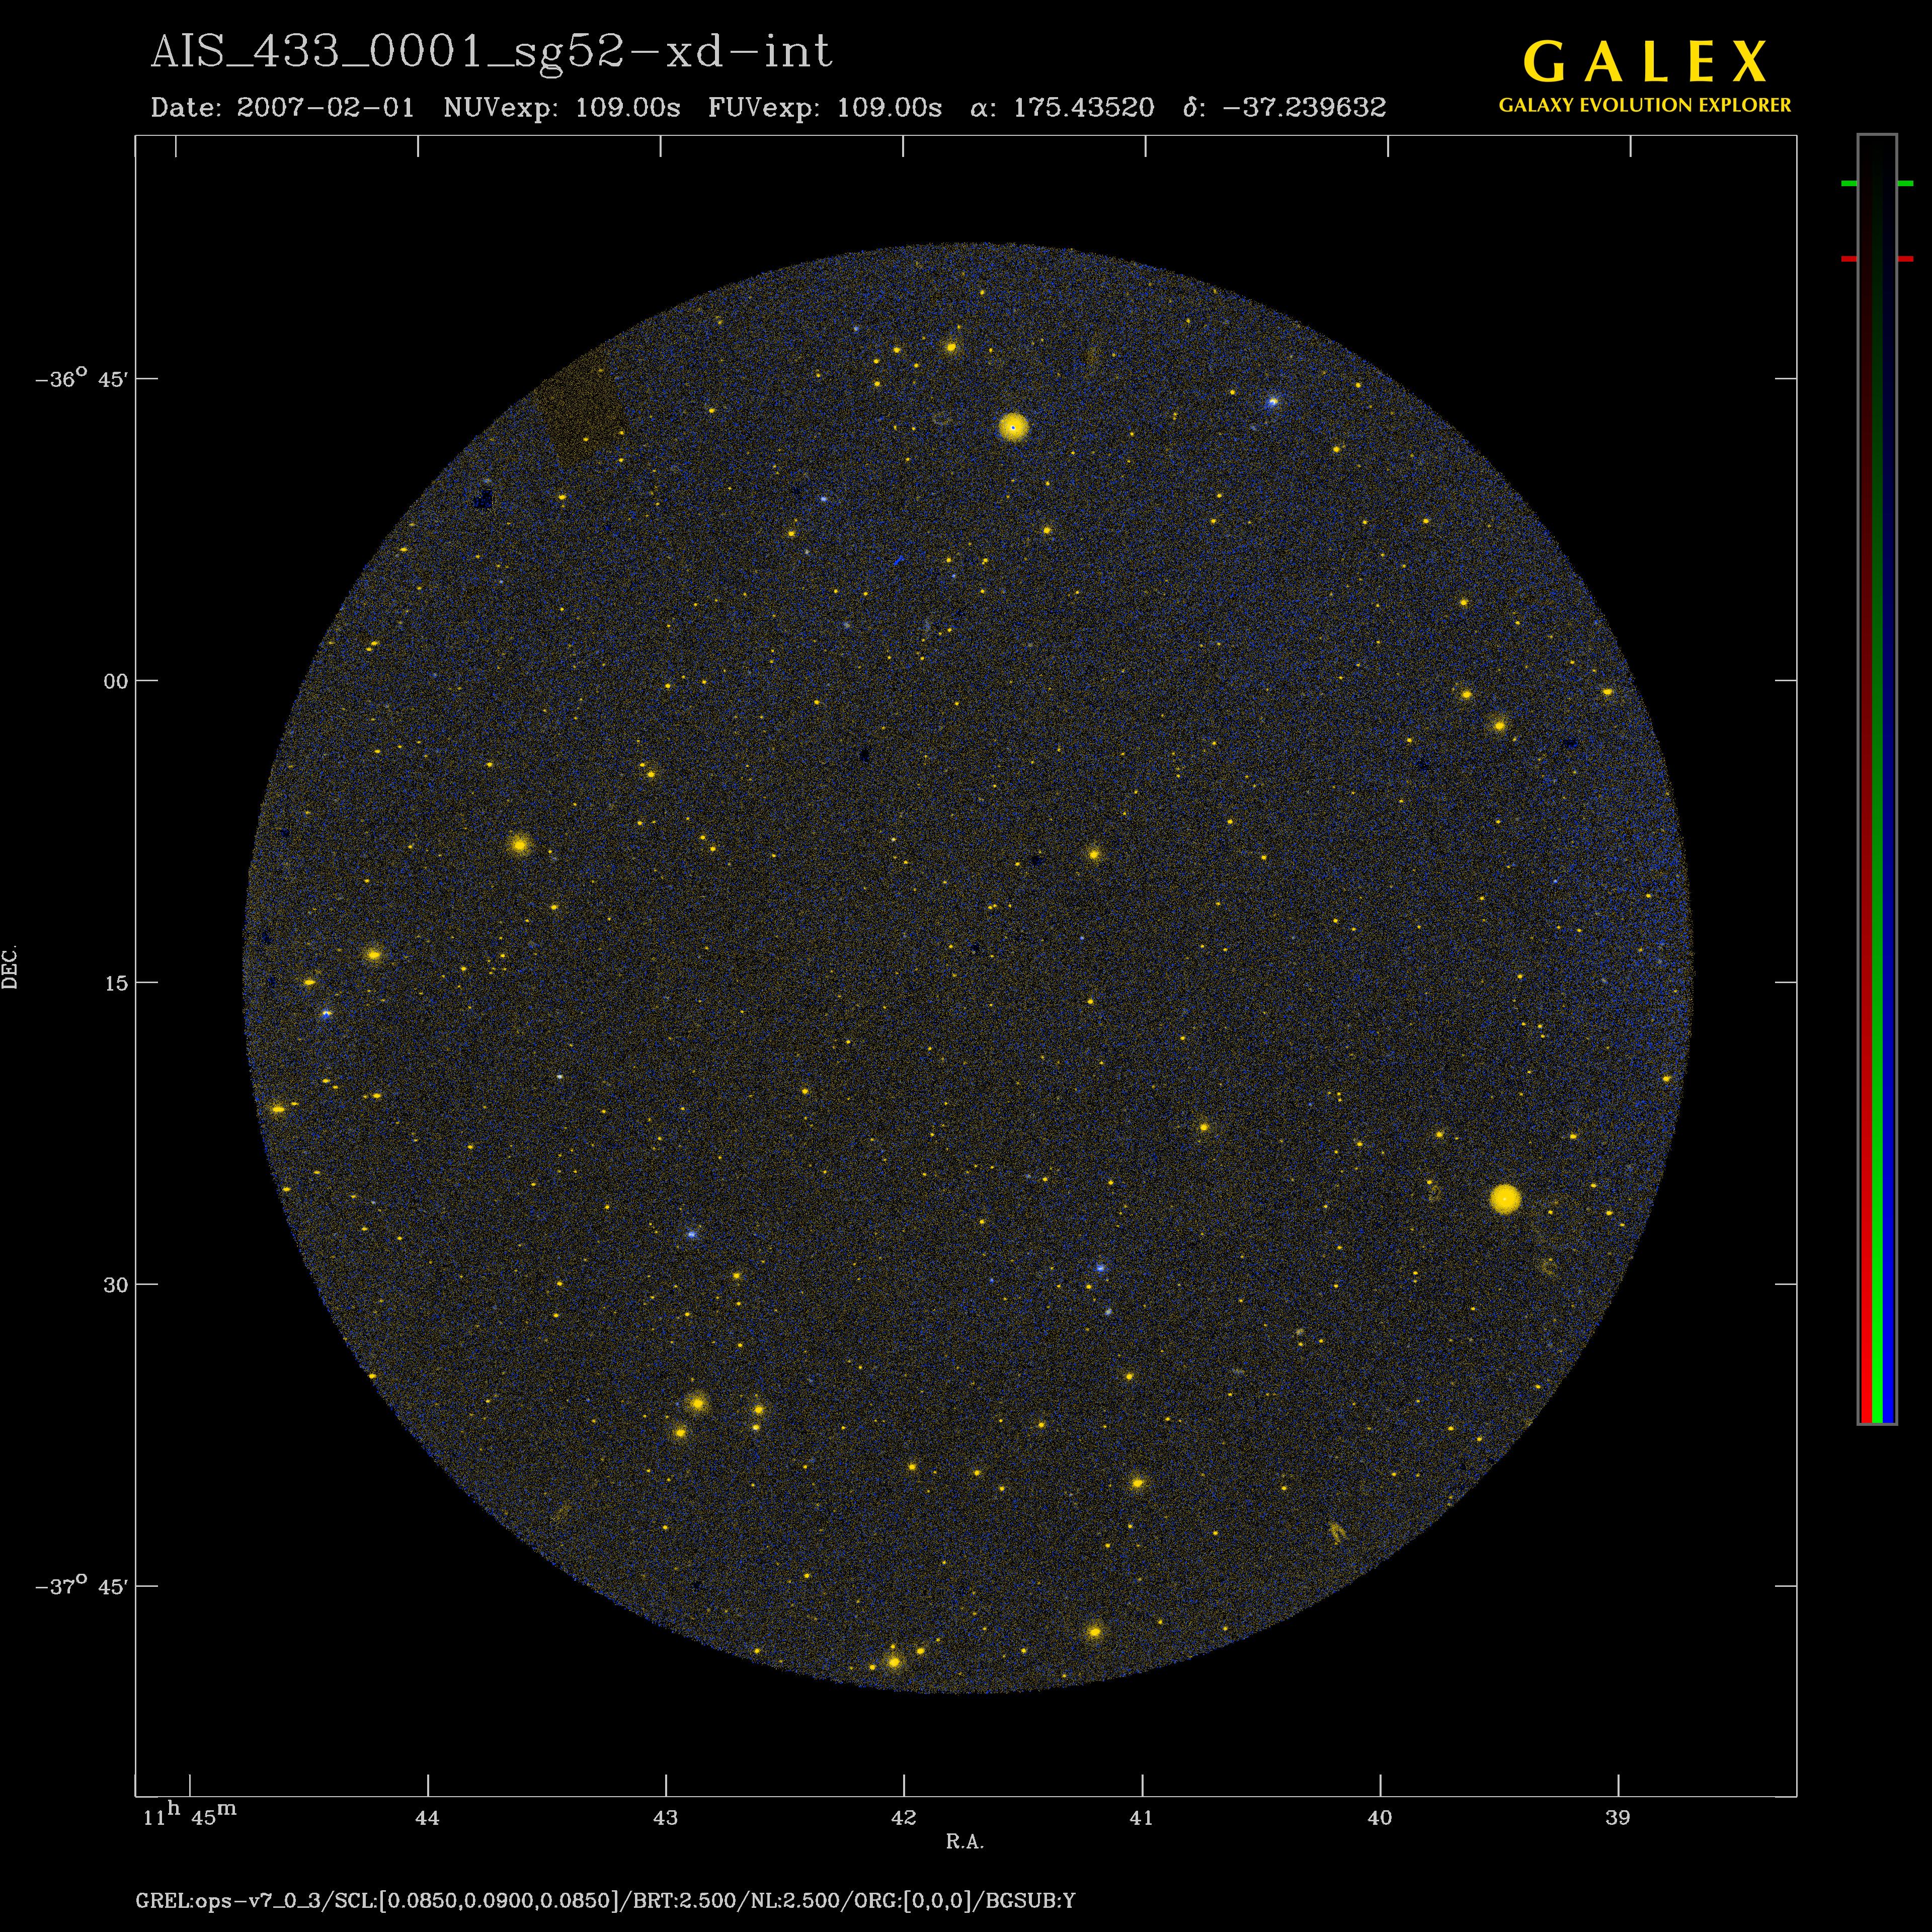 AIS_433_0001_sg52-xd-int
G A L E X
GALAXY EVOLUTION EXPLORER
Date: 2007-02-01 NUVexp: 109.00s FUVexp: 109.00s α: 175.43520 δ: -37.239632
-36° 45'
00
15
30
-37° 45'
DEC.
11h 45m 44 43 42 41 40 39
R.A.
GREL:ops-v7_0_3/SCL:[0.0850,0.0900,0.0850]/BRT:2.500/NL:2.500/ORG:[0,0,0]/BGSUB:Y